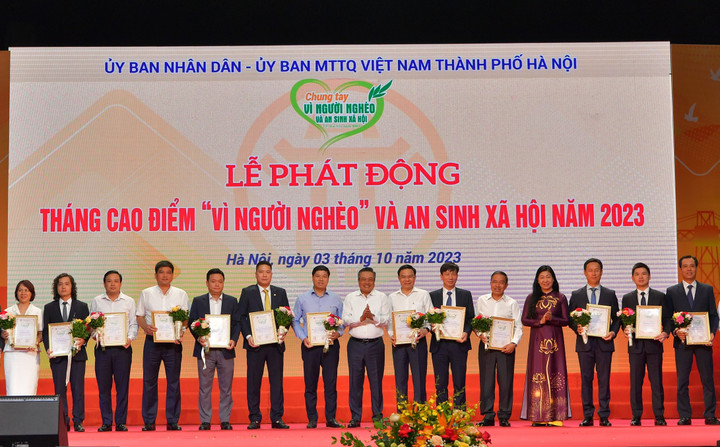 ỦY BAN NHÂN DÂN - ỦY BAN MTTQ VIỆT NAM THÀNH PHỐ HÀ NỘI
Chung tay
VÌ NGƯỜI NGHÈO
VÀ AN SINH XÃ HỘI
LỄ PHÁT ĐỘNG
THÁNG CAO ĐIỂM “VÌ NGƯỜI NGHÈO” VÀ AN SINH XÃ HỘI NĂM 2023
Hà Nội, ngày 03 tháng 10 năm 2023